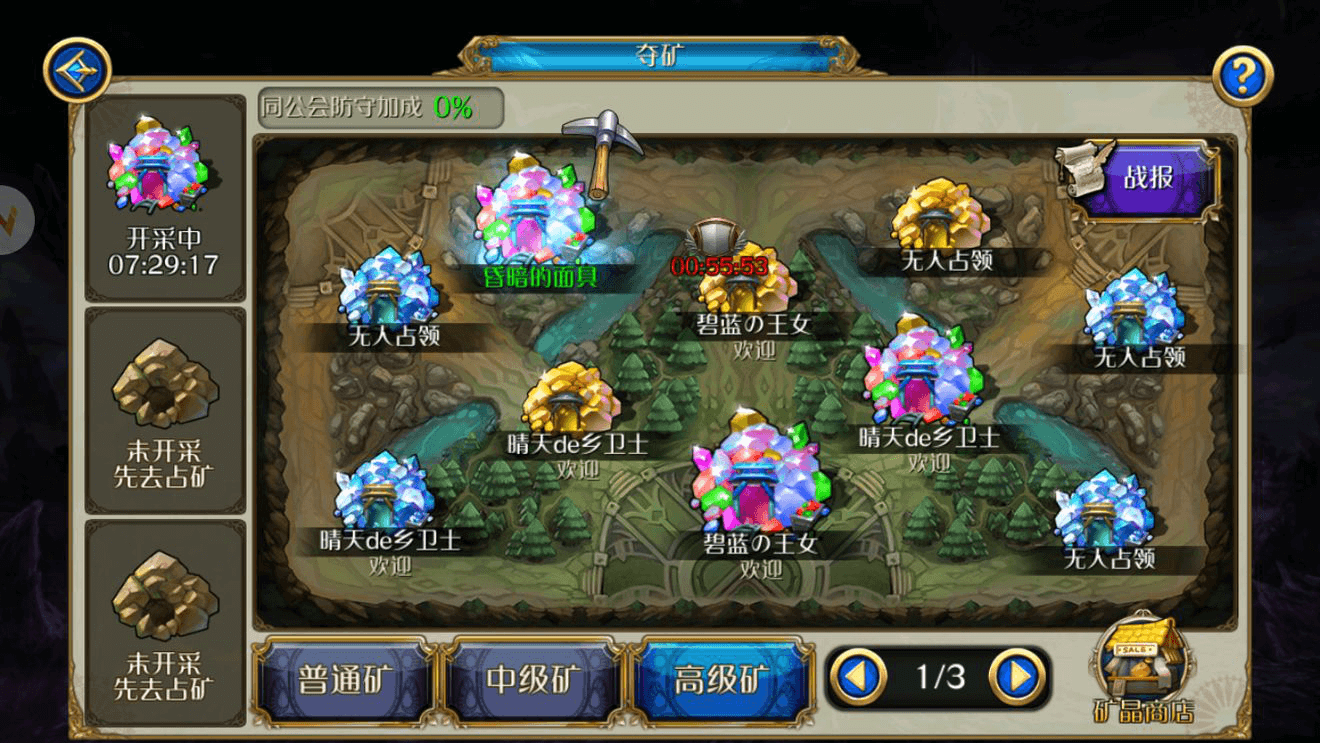 夺矿
同公会防守加成 0%
战报
开采中
07:29:17
昏暗的面具
00:55:53
无人占领
无人占领
碧蓝の王女
欢迎
无人占领
未开采
先去占矿
晴天de乡卫士
欢迎
晴天de乡卫士
欢迎
晴天de乡卫士
欢迎
碧蓝の王女
欢迎
无人占领
未开采
先去占矿
普通矿
中级矿
高级矿
1/3
SALE
矿晶商店